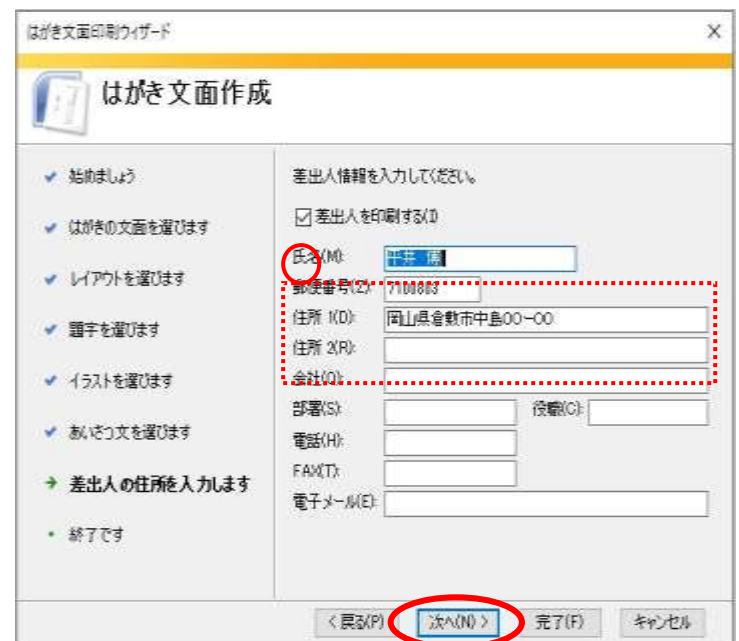 はがき文面印刷ウィザード
はがき文面作成
始めましょう
はがきの文面を選びます
レイアウトを選びます
題字を選びます
イラストを選びます
あいさつ文を選びます
差出人の住所を入力します
終了です
差出人情報を入力してください。
差出人を印刷する(I)
氏名(M):
郵便番号(Z):
住所 1(D): 岡山県倉敷市中島00-00
住所 2(R):
会社(O):
部署(S): 役職(C):
電話(H):
FAX(T):
電子メール(E):
< 戻る(P) 次へ(N) > 完了(F) キャンセル